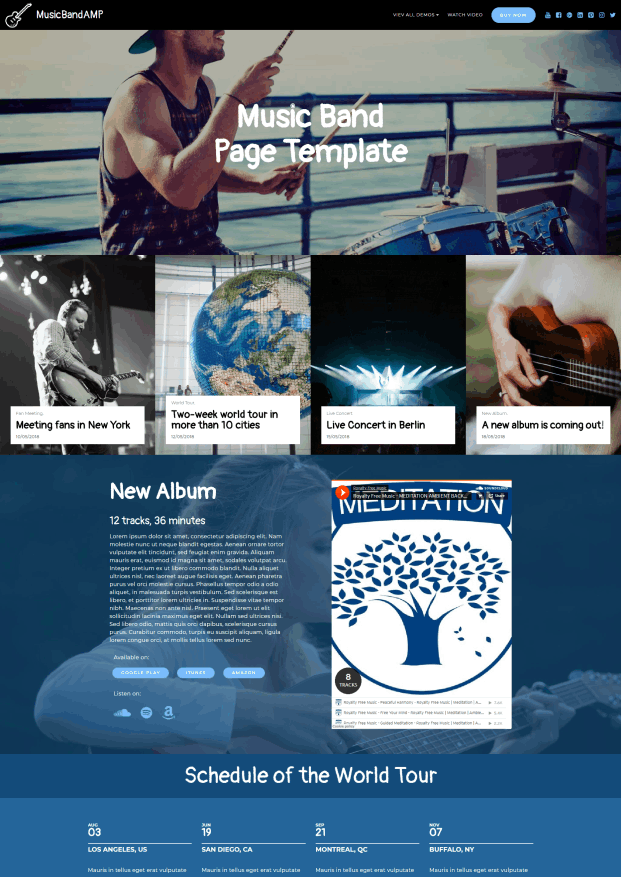 MusicBandAMP
VIEV ALL DEMOS
WATCH VIDEO
BUY NOW
Music Band
Page Template
Fan Meeting
Meeting fans in New York
10/05/2018
World Tour
Two-week world tour in
more than 10 cities
12/05/2018
Live Concert
Live Concert in Berlin
15/05/2018
New Album
A new album is coming out!
18/05/2018
New Album
12 tracks, 36 minutes
Lorem ipsum dolor sit amet, consectetur adipiscing elit. Nam
molestie nunc ut neque blandit egestas. Aenean ornare tortor
vulputate elit tincidunt, sed feugiat enim gravida. Aliquam
mauris erat, euismod id magna sit amet, sodales volutpat arcu.
Integer pretium ex ut libero commodo blandit. Nulla aliquet
ultrices nisl, nec laoreet augue facilisis eget. Aenean pharetra
purus vel orci molestie cursus. Phasellus tempor odio a odio
aliquet, in malesuada turpis vestibulum. Sed scelerisque est
libero, et porttitor lorem ultricies in. Suspendisse vitae tempor
nibh. Maecenas non ante nisl. Praesent eget lorem ut elit
sollicitudin lacinia maximus eget elit. Nullam sed ultrices nisi.
Sed libero odio, mattis quis orci dapibus, scelerisque cursus
purus. Curabitur commodo, turpis eu suscipit aliquam, ligula
lorem congue orci, at mollis tellus lorem sed nunc.
Available on:
GOOGLE PLAY
ITUNES
AMAZON
Listen on:
Royalty Free Music
SOUNDCLOUD
Royalty Free Music - MEDITATION AMBIENT BACK...
Share
MEDITATION
8
TRACKS
Royalty Free Music - Peaceful Harmony - Royalty Free Music | Meditation | A...
Royalty Free Music - Free Your Mind - Royalty Free Music | Meditation | Ambie...
Royalty Free Music - Guided Meditation - Royalty Free Music | Meditation | A...
Schedule of the World Tour
AUG
03
LOS ANGELES, US
Mauris in tellus eget erat vulputate
JUN
19
SAN DIEGO, CA
Mauris in tellus eget erat vulputate
SEP
21
MONTREAL, QC
Mauris in tellus eget erat vulputate
NOV
07
BUFFALO, NY
Mauris in tellus eget erat vulputate